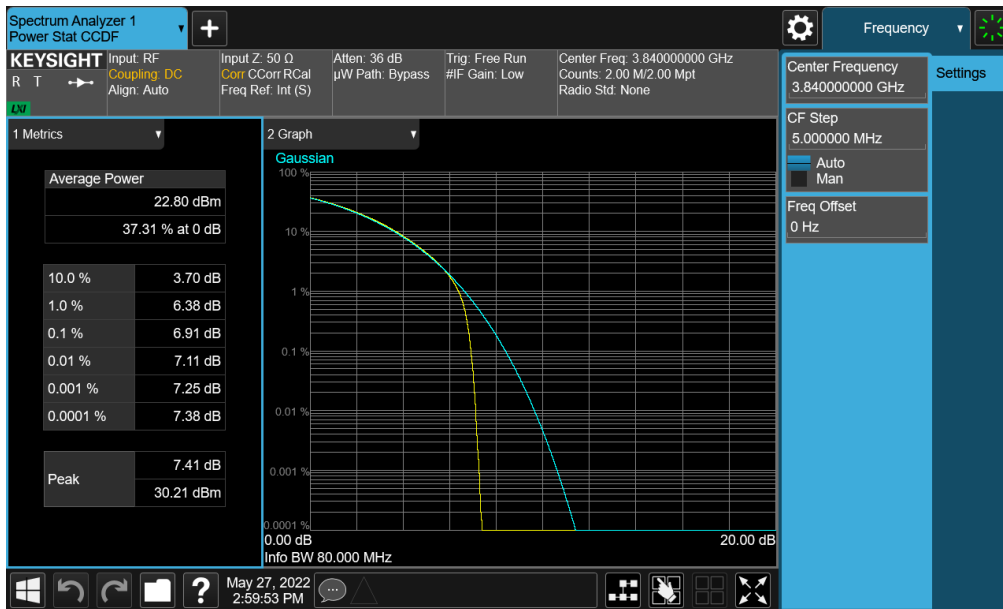 Spectrum Analyzer 1
Power Stat CCDF
+
Frequency
KEYSIGHT
R T
LXI
Input: RF
Coupling: DC
Align: Auto
Input Z: 50 Ω
Corr CCorr RCal
Freq Ref: Int (S)
Atten: 36 dB
µW Path: Bypass
Trig: Free Run
#IF Gain: Low
Center Freq: 3.840000000 GHz
Counts: 2.00 M/2.00 Mpt
Radio Std: None
Center Frequency
3.840000000 GHz
Settings
CF Step
5.000000 MHz
Auto
Man
Freq Offset
0 Hz
1 Metrics
Average Power
22.80 dBm
37.31 % at 0 dB
10.0 % 3.70 dB
1.0 % 6.38 dB
0.1 % 6.91 dB
0.01 % 7.11 dB
0.001 % 7.25 dB
0.0001 % 7.38 dB
Peak
7.41 dB
30.21 dBm
2 Graph
Gaussian
100 %
10 %
1 %
0.1 %
0.01 %
0.001 %
0.0001 %
0.00 dB
20.00 dB
Info BW 80.000 MHz
?
May 27, 2022
2:59:53 PM